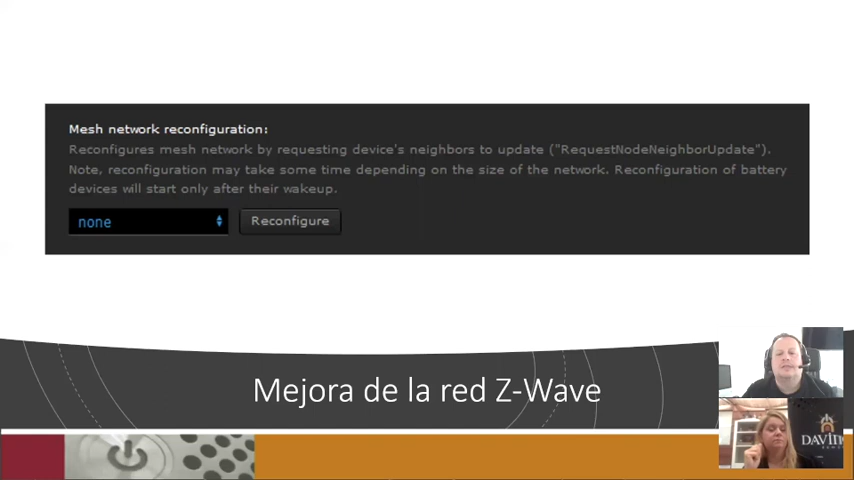 Mesh network reconfiguration:
Reconfigures mesh network by requesting device's neighbors to update ("RequestNodeNeighborUpdate").
Note, reconfiguration may take some time depending on the size of the network. Reconfiguration of battery
devices will start only after their wakeup.
none
Reconfigure
Mejora de la red Z-Wave